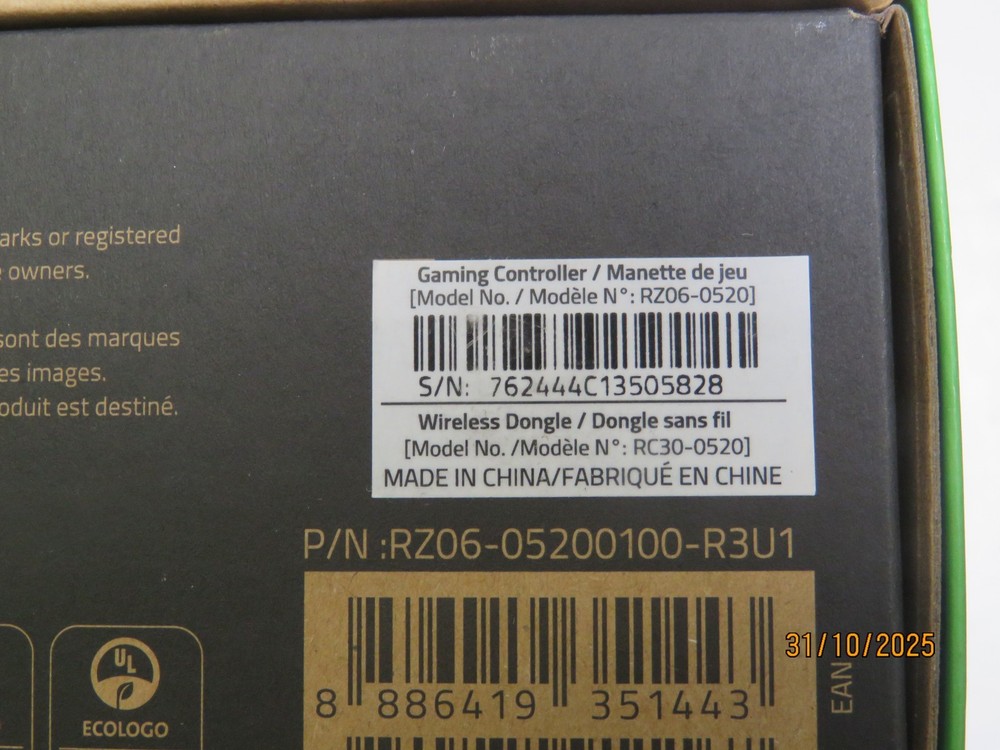 arks or registered
owners.
sont des marques
es images.
oduit est destiné.
Gaming Controller / Manette de jeu
[Model No. / Modèle N°: RZ06-0520]
S/N: 762444C13505828
Wireless Dongle / Dongle sans fil
[Model No. /Modèle N°: RC30-0520]
MADE IN CHINA/FABRIQUÉ EN CHINE
P/N :RZ06-05200100-R3U1
8 886419 351443
EAN
UL
ECOLOGO
31/10/2025